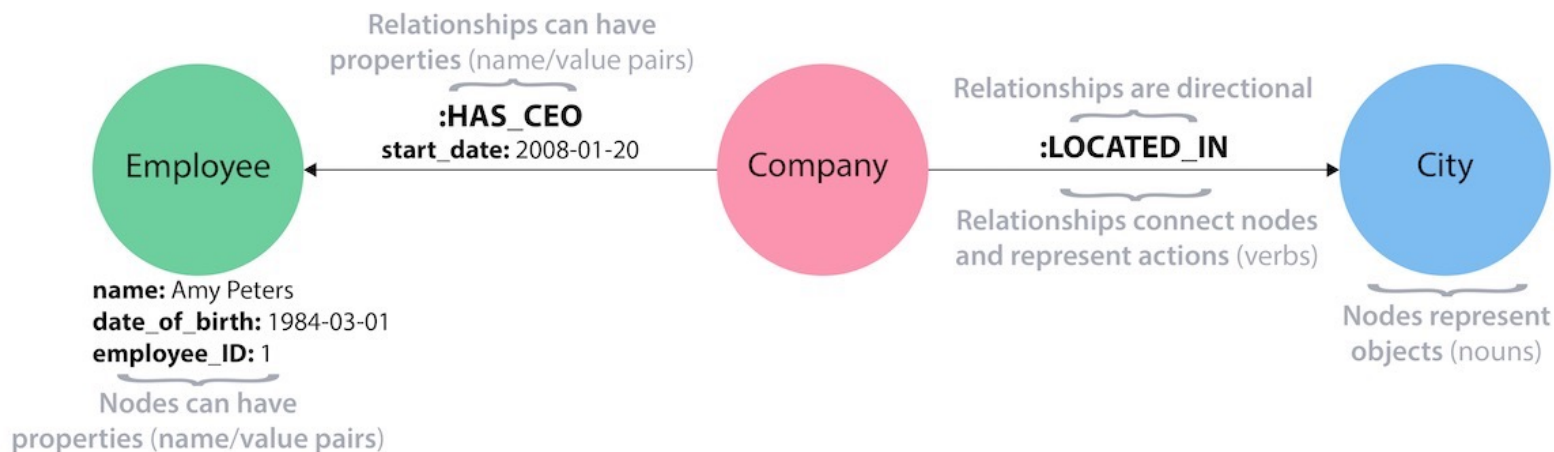 Relationships can have
properties (name/value pairs)
:HAS_CEO
start_date: 2008-01-20
Employee
name: Amy Peters
date_of_birth: 1984-03-01
employee_ID: 1
Nodes can have
properties (name/value pairs)
Company
Relationships are directional
:LOCATED_IN
Relationships connect nodes
and represent actions (verbs)
City
Nodes represent
objects (nouns)